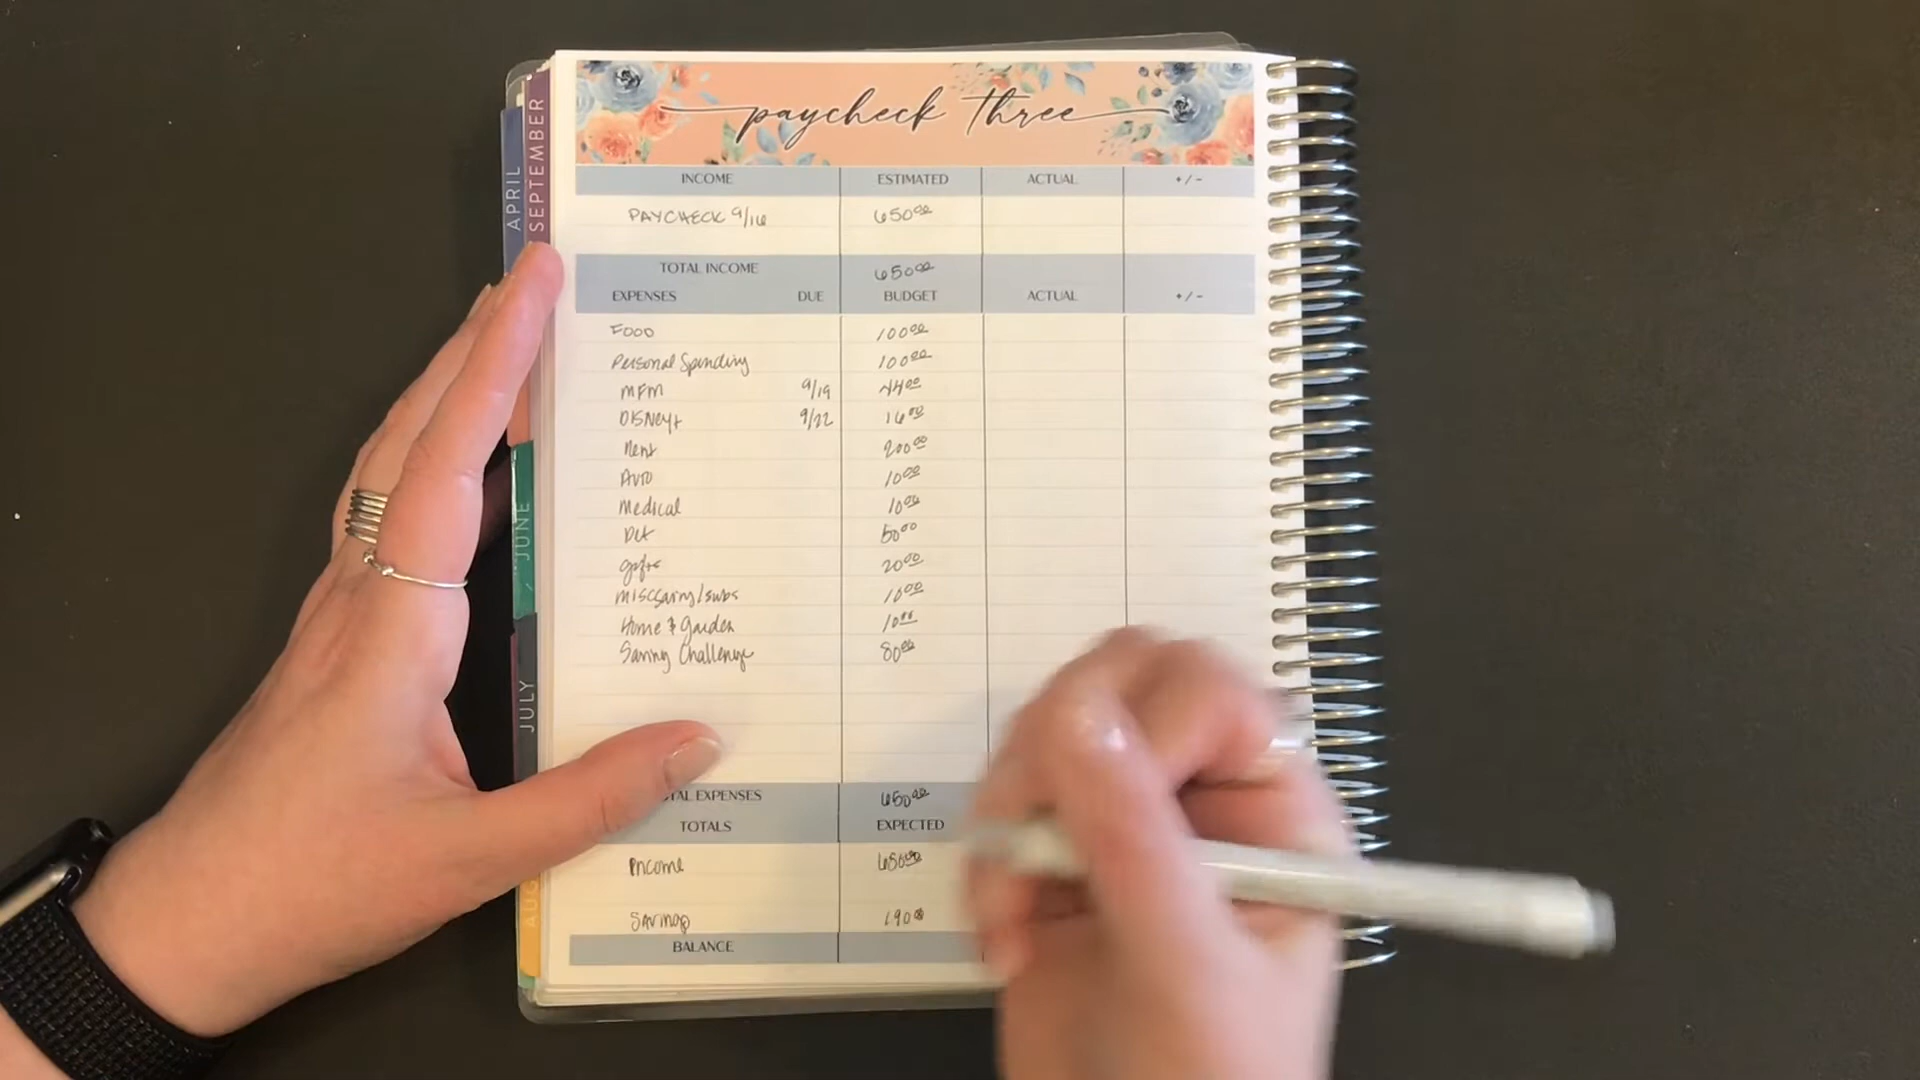 paycheck three
APRIL
SEPTEMBER
JUNE
JULY
AUG
INCOME ESTIMATED ACTUAL +/-
PAYCHECK 9/16 650.00
TOTAL INCOME 650.00
EXPENSES DUE BUDGET ACTUAL +/-
FOOD 100.00
Personal Spending 100.00
MFM 9/19 44.00
DISNEY+ 9/22 16.00
Rent 200.00
Auto 10.00
Medical 10.00
50.00
gifts 20.00
misc 10.00
Home & Garden 10.00
Saving Challenge 80.00
TAL EXPENSES 650.00
TOTALS EXPECTED
Income 650.00
Savings 190.00
BALANCE